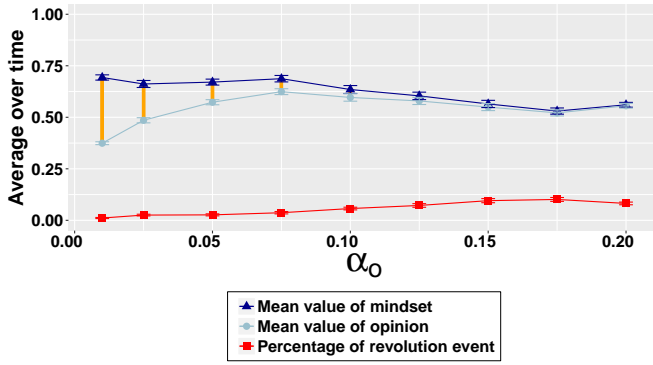 Average over time
1.00
0.75
0.50
0.25
0.00
0.00 0.05 0.10 0.15 0.20
αo
Mean value of mindset
Mean value of opinion
Percentage of revolution event